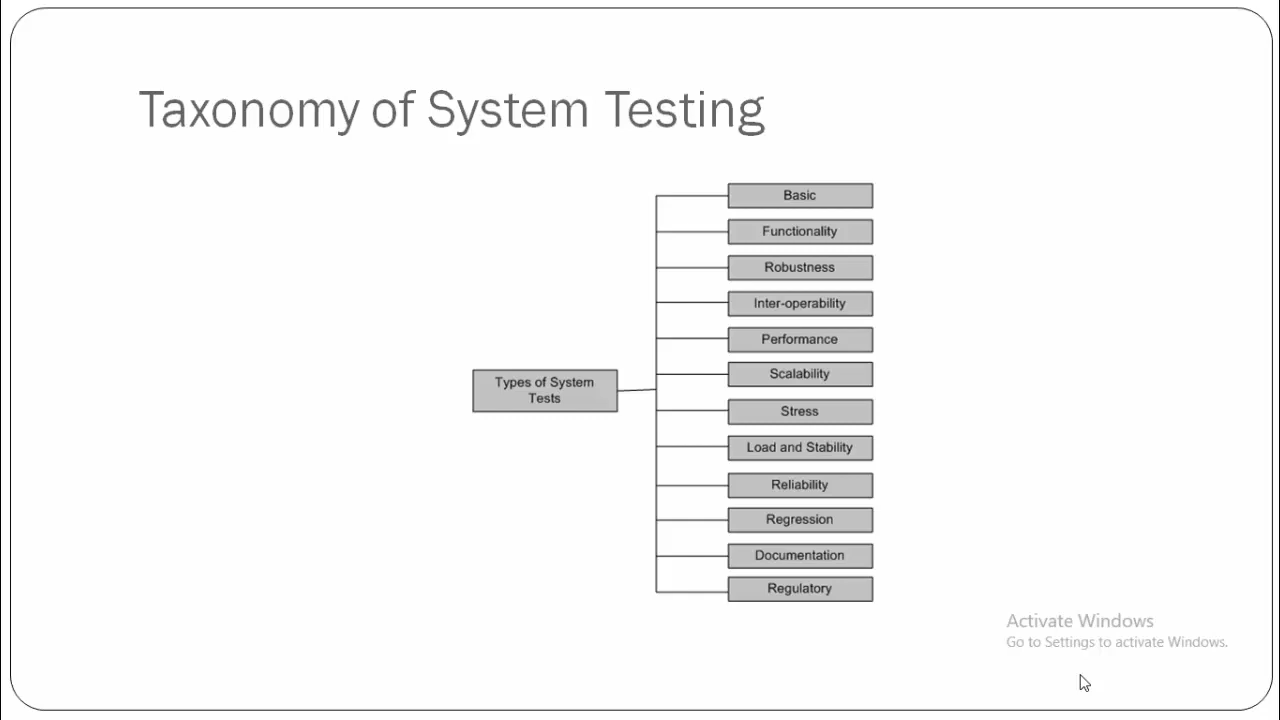 Taxonomy of System Testing
Basic
Functionality
Robustness
Inter-operability
Performance
Types of System
Tests
Scalability
Stress
Load and Stability
Reliability
Regression
Documentation
Regulatory
Activate Windows
Go to Settings to activate Windows.